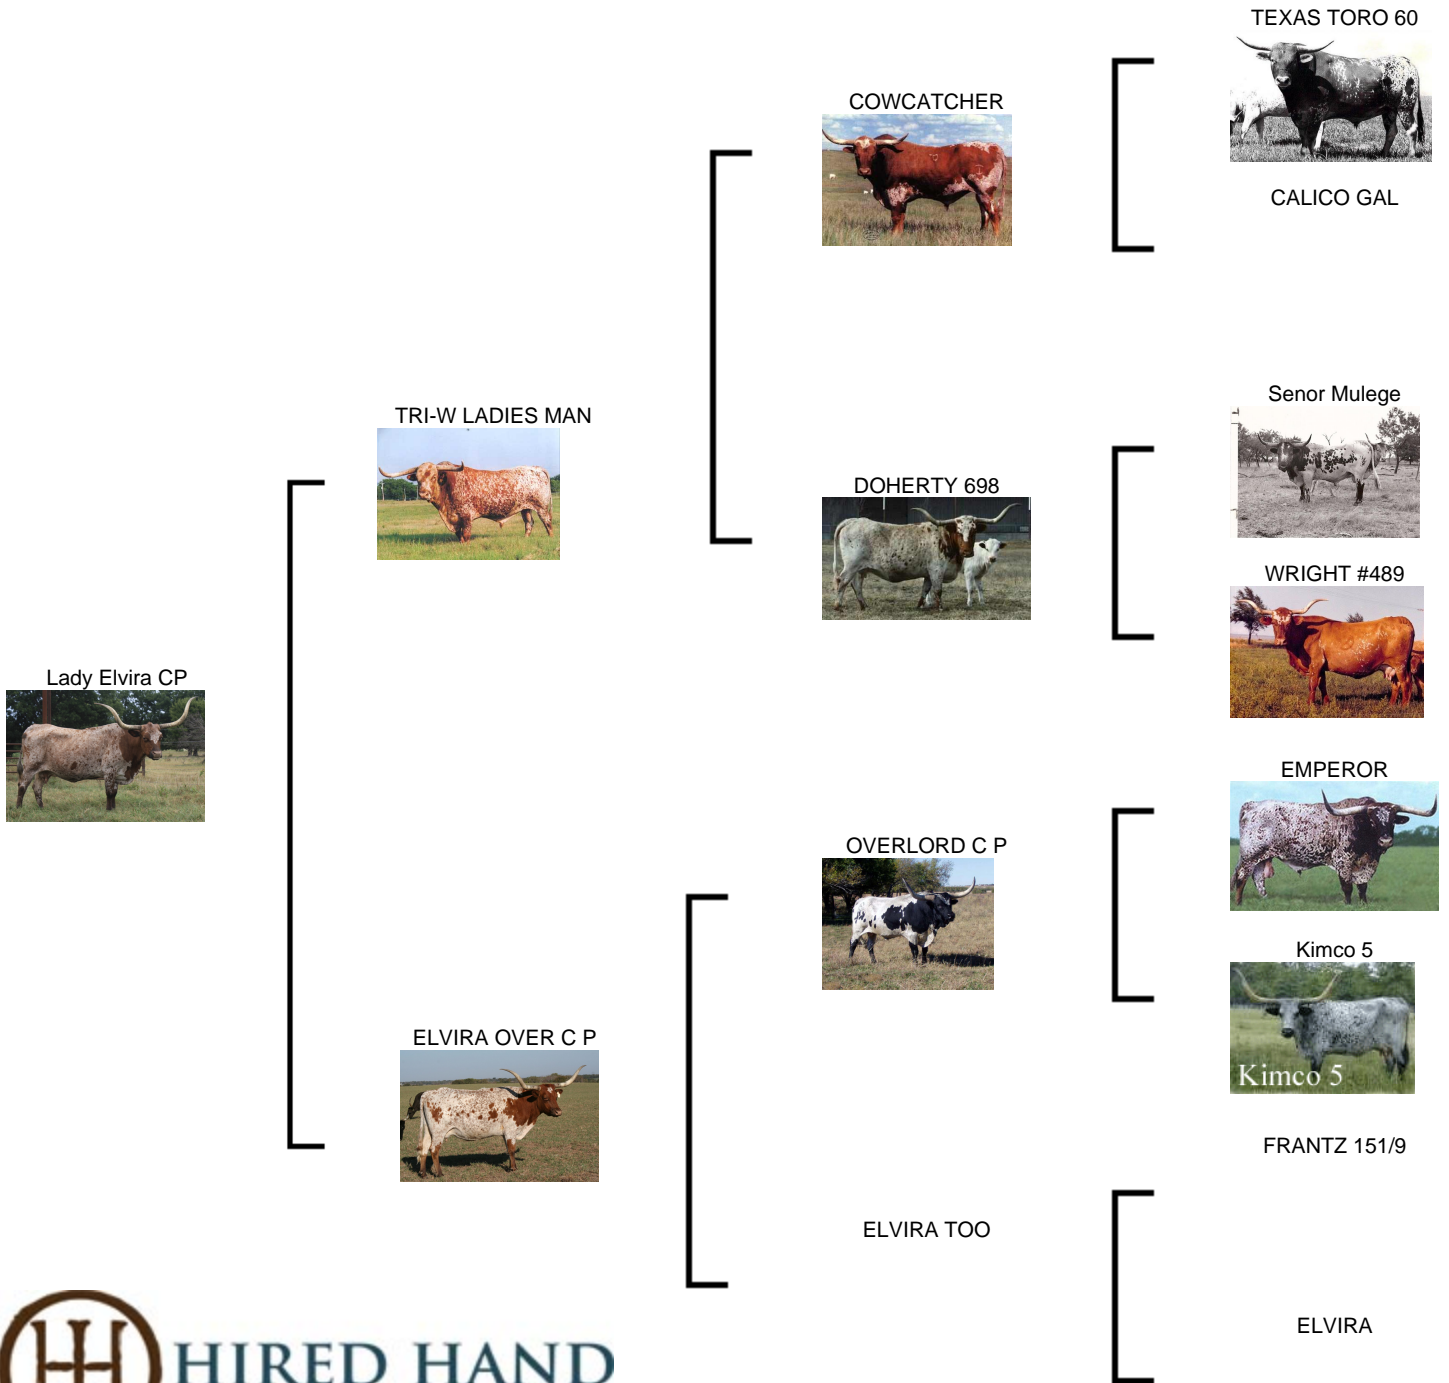 TEXAS TORO 60
COWCATCHER
CALICO GAL
TRI-W LADIES MAN
Senor Mulege
DOHERTY 698
WRIGHT #489
Lady Elvira CP
EMPEROR
OVERLORD C P
Kimco 5
Kimco 5
ELVIRA OVER C P
FRANTZ 151/9
ELVIRA TOO
ELVIRA
HIRED HAND